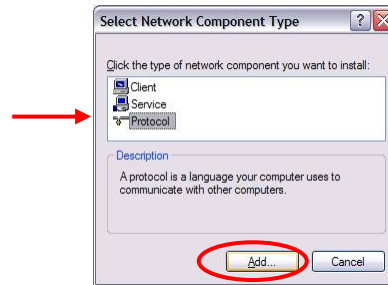 Select Network Component Type
Click the type of network component you want to install:
Client
Service
Protocol
Description
A protocol is a language your computer uses to
communicate with other computers.
Add...
Cancel